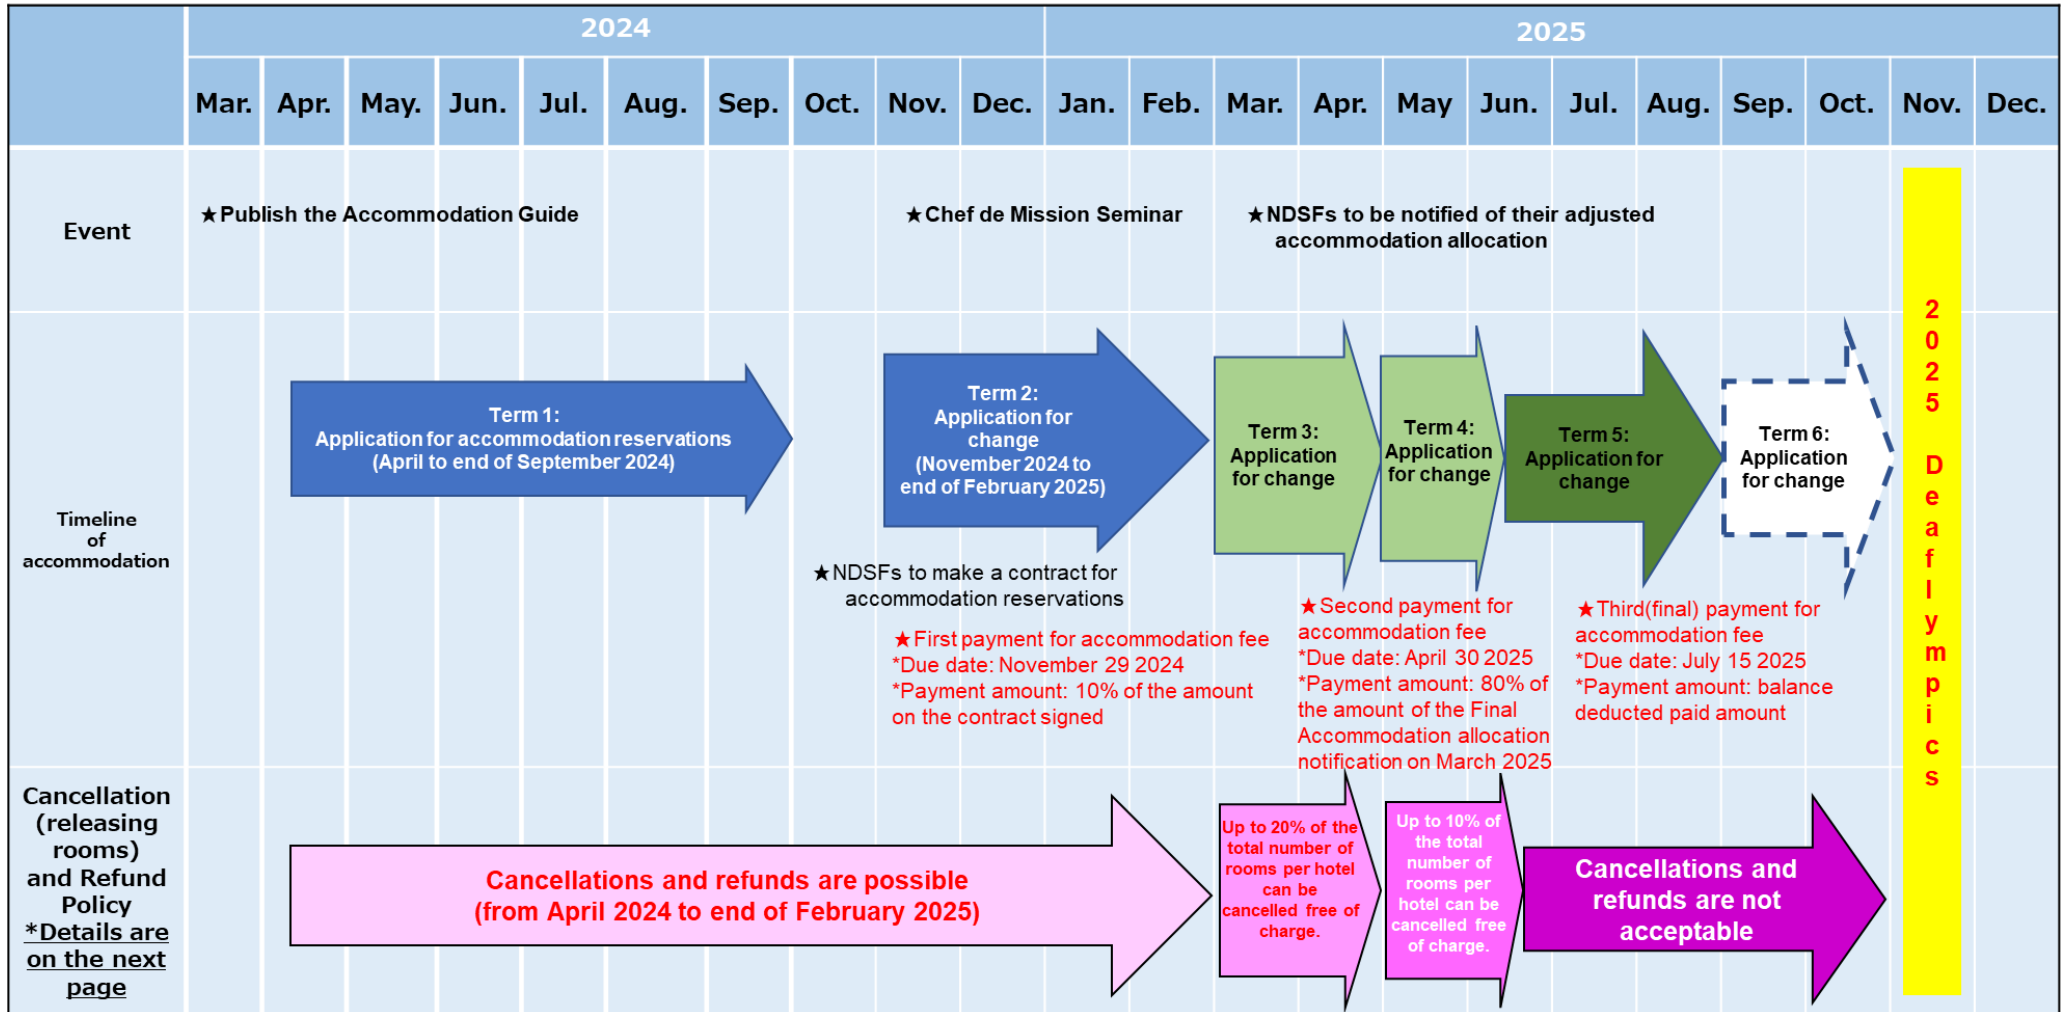 2024
2025
Mar. Apr. May. Jun. Jul. Aug. Sep. Oct. Nov. Dec. Jan. Feb. Mar. Apr. May Jun. Jul. Aug. Sep. Oct. Nov. Dec.
Event
★Publish the Accommodation Guide
★Chef de Mission Seminar
★NDSFs to be notified of their adjusted
accommodation allocation
Timeline
of
accommodation
Term 1:
Application for accommodation reservations
(April to end of September 2024)
Term 2:
Application for
change
(November 2024 to
end of February 2025)
Term 3:
Application
for change
Term 4:
Application
for change
Term 5:
Application for
change
Term 6:
Application
for change
★NDSFs to make a contract for
accommodation reservations
★First payment for accommodation fee
*Due date: November 29 2024
*Payment amount: 10% of the amount
on the contract signed
★Second payment for
accommodation fee
*Due date: April 30 2025
*Payment amount: 80% of
the amount of the Final
Accommodation allocation
notification on March 2025
★Third(final) payment for
accommodation fee
*Due date: July 15 2025
*Payment amount: balance
deducted paid amount
2025 Deaflympics
Cancellation
(releasing
rooms)
and Refund
Policy
*Details are
on the next
page
Cancellations and refunds are possible
(from April 2024 to end of February 2025)
Up to 20% of the
total number of
rooms per hotel
can be
cancelled free of
charge.
Up to 10% of
the total
number of
rooms per
hotel can be
cancelled free
of charge.
Cancellations and
refunds are not
acceptable